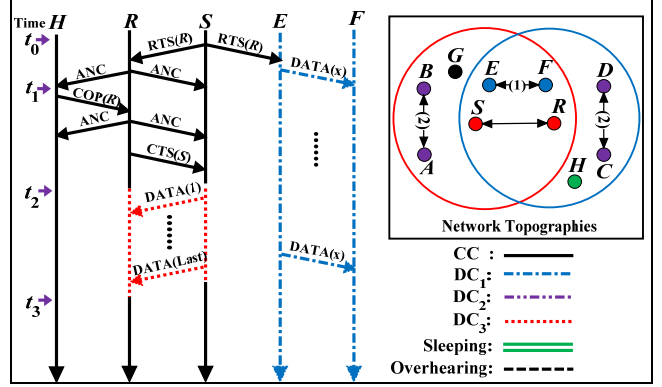 Time H R S E F
t0
RTS(R) RTS(R)
ANC ANC DATA(x)
t1
COP(R)
ANC ANC
CTS(S)
t2
DATA(1)
DATA(Last) DATA(x)
t3
G
B E F D
(1)
(2) S R (2)
A H C
Network Topographies
CC :
DC1:
DC2:
DC3:
Sleeping:
Overhearing: